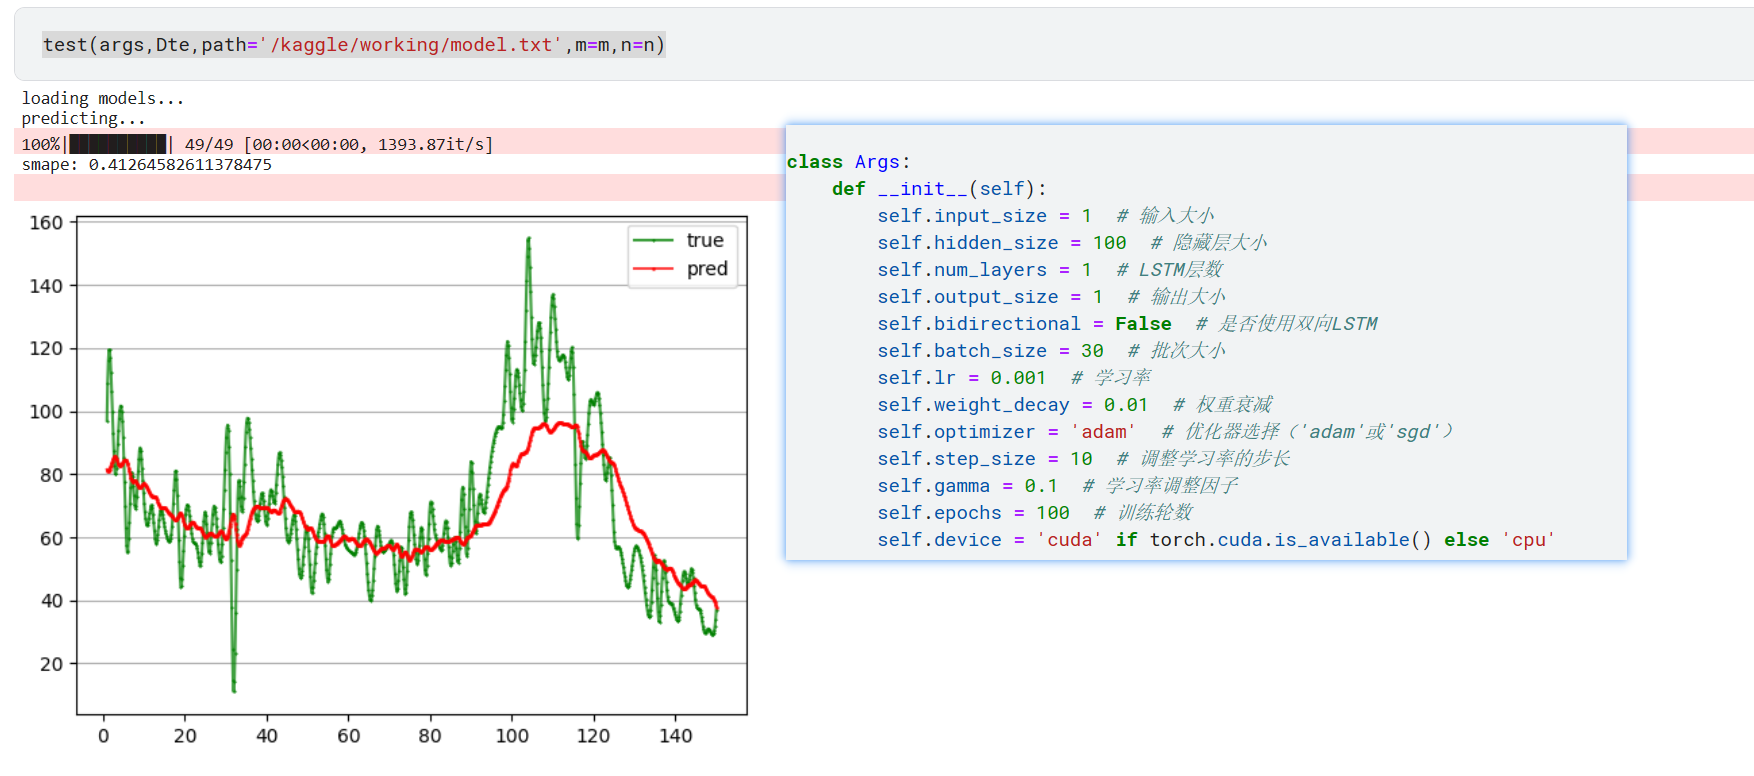 test(args,Dte,path='/kaggle/working/model.txt',m=m,n=n)
loading models...
predicting...
100%|██████████| 49/49 [00:00<00:00, 1393.87it/s]
smape: 0.41264582611378475
160
140
120
100
80
60
40
20
0 20 40 60 80 100 120 140
true
pred
class Args:
    def __init__(self):
        self.input_size = 1  # 输入大小
        self.hidden_size = 100  # 隐藏层大小
        self.num_layers = 1  # LSTM层数
        self.output_size = 1  # 输出大小
        self.bidirectional = False  # 是否使用双向LSTM
        self.batch_size = 30  # 批次大小
        self.lr = 0.001  # 学习率
        self.weight_decay = 0.01  # 权重衰减
        self.optimizer = 'adam'  # 优化器选择（'adam'或'sgd'）
        self.step_size = 10  # 调整学习率的步长
        self.gamma = 0.1  # 学习率调整因子
        self.epochs = 100  # 训练轮数
        self.device = 'cuda' if torch.cuda.is_available() else 'cpu'